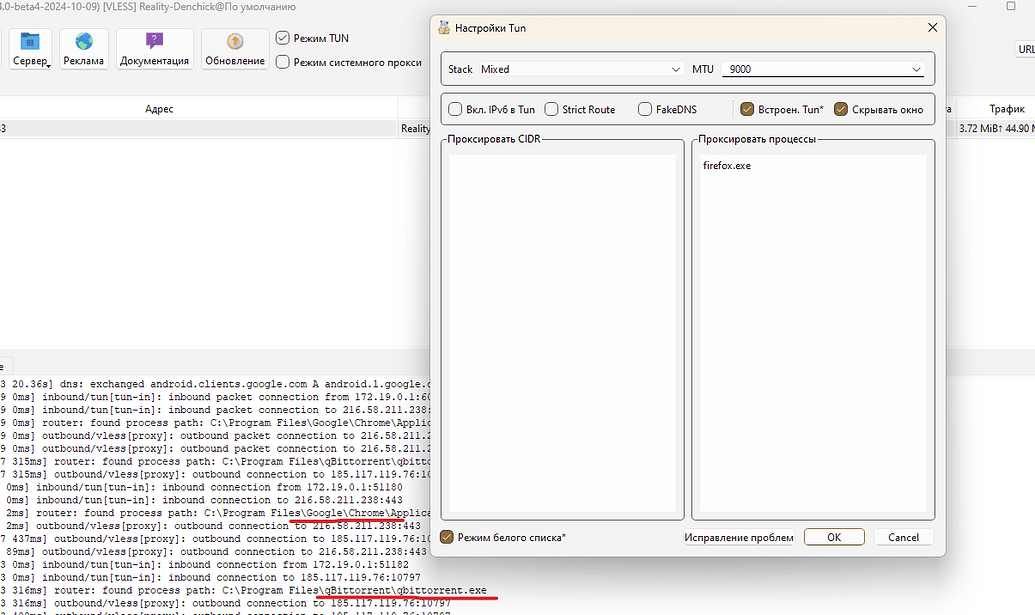 4.0-beta4-2024-10-09) [VLESS] Reality-Denchick@По умолчанию
Сервер
Реклама
Документация
Обновление
Режим TUN
Режим системного прокси
URL
Адрес
Трафик
3
Reality
3.72 MiB↑ 44.90 M
Настройки Tun
Stack Mixed
MTU 9000
Вкл. IPv6 в Tun
Strict Route
FakeDNS
Встроен. Tun*
Скрывать окно
Проксировать CIDR
Проксировать процессы
firefox.exe
Режим белого списка*
Исправление проблем
OK
Cancel
3 20.36s] dns: exchanged android.clients.google.com A android.l.google.c
9 0ms] inbound/tun[tun-in]: inbound packet connection from 172.19.0.1:60
9 0ms] inbound/tun[tun-in]: inbound packet connection to 216.58.211.238:
9 0ms] router: found process path: C:\Program Files\Google\Chrome\Applic
9 0ms] outbound/vless[proxy]: outbound packet connection to 216.58.211.2
9 0ms] outbound/vless[proxy]: outbound packet connection to 216.58.211.2
7 315ms] router: found process path: C:\Program Files\qBittorrent\qbitto
7 315ms] outbound/vless[proxy]: outbound connection to 185.117.119.76:10
0ms] inbound/tun[tun-in]: inbound connection from 172.19.0.1:51180
0ms] inbound/tun[tun-in]: inbound connection to 216.58.211.238:443
2ms] router: found process path: C:\Program Files\Google\Chrome\Applica
2ms] outbound/vless[proxy]: outbound connection to 216.58.211.238:443
7 437ms] outbound/vless[proxy]: outbound connection to 185.117.119.76:10
89ms] outbound/vless[proxy]: outbound connection to 216.58.211.238:443
3 0ms] inbound/tun[tun-in]: inbound connection from 172.19.0.1:51182
3 0ms] inbound/tun[tun-in]: inbound connection to 185.117.119.76:10797
3 316ms] router: found process path: C:\Program Files\qBittorrent\qbittorrent.exe
3 316ms] outbound/vless[proxy]: outbound connection to 185.117.119.76:10797